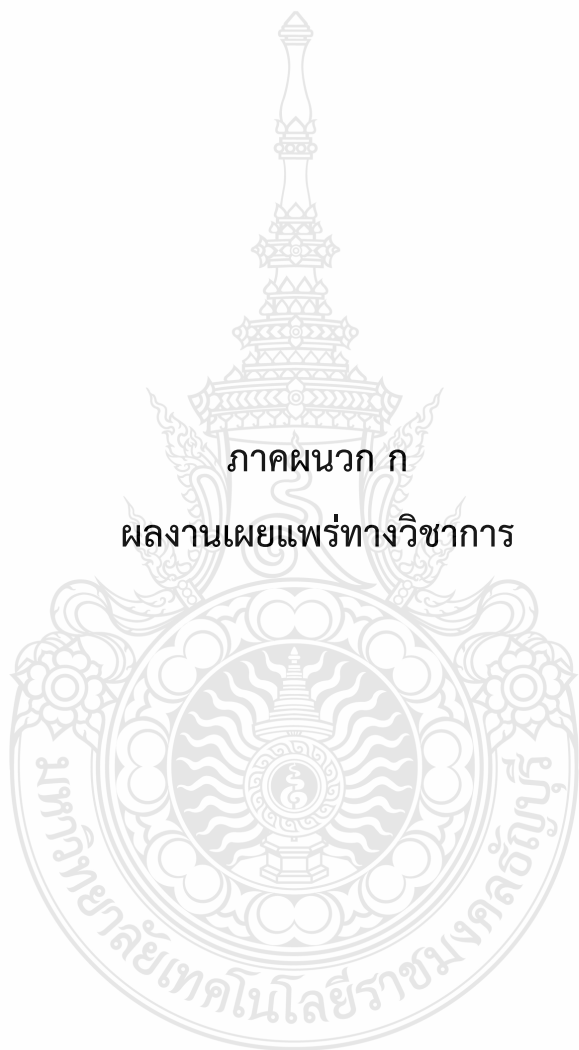 ภาคผนวก ก
ผลงานเผยแพร่ทางวิชาการ
มหาวิทยาลัยเทคโนโลยีราชมงคลธัญบุรี